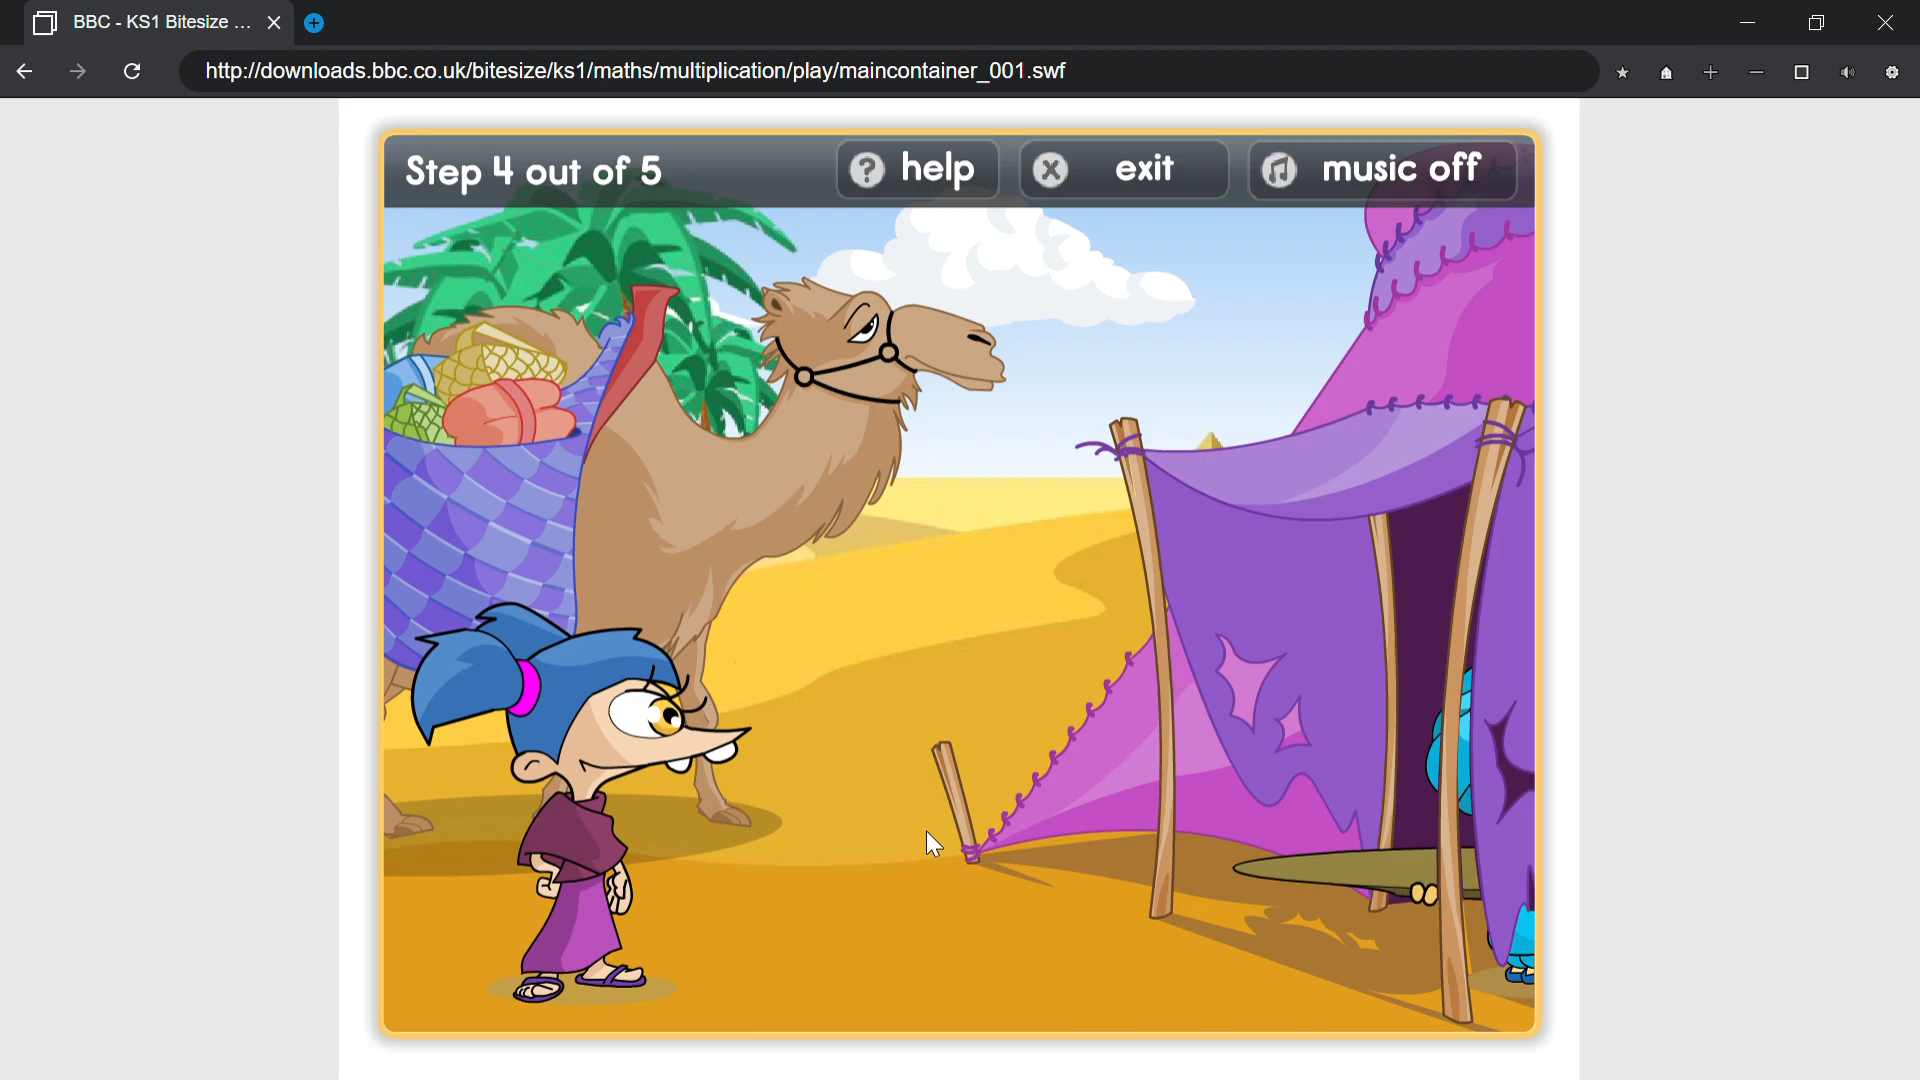 BBC - KS1 Bitesize ...
http://downloads.bbc.co.uk/bitesize/ks1/maths/multiplication/play/maincontainer_001.swf
Step 4 out of 5
? help
exit
music off